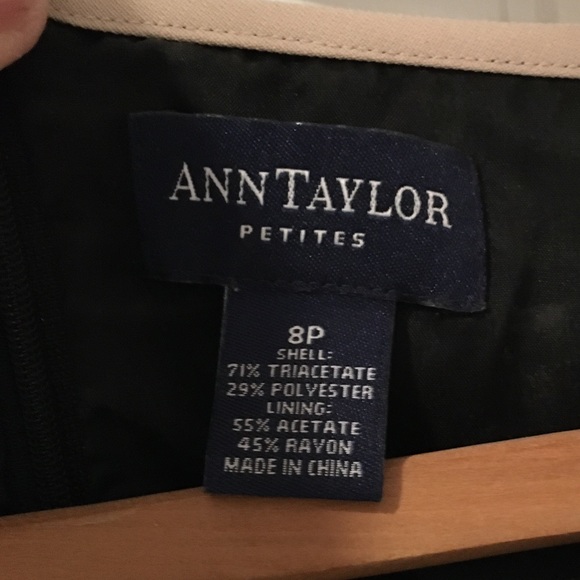 ANNTAYLOR
PETITES
8P
SHELL:
71% TRIACETATE
29% POLYESTER
LINING:
55% ACETATE
45% RAYON
MADE IN CHINA